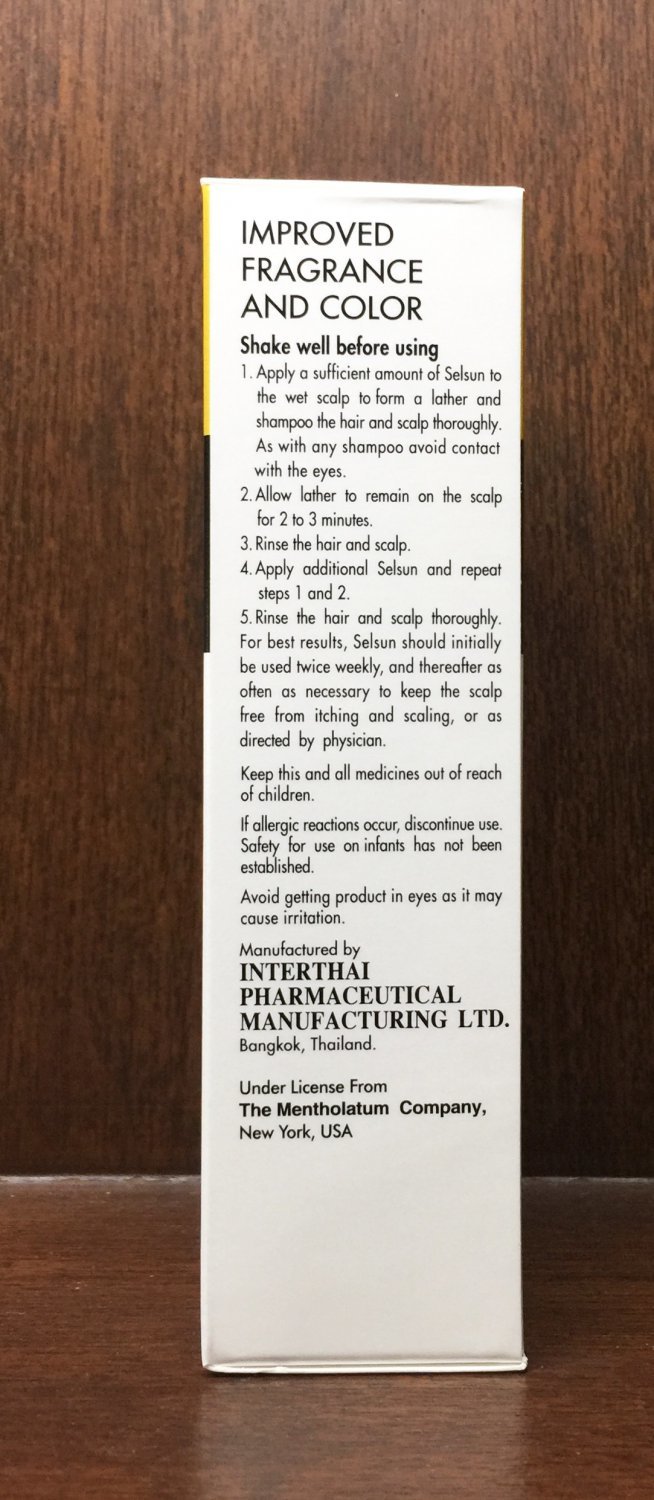 IMPROVED
FRAGRANCE
AND COLOR
Shake well before using
1. Apply a sufficient amount of Selsun to
the wet scalp to form a lather and
shampoo the hair and scalp thoroughly.
As with any shampoo avoid contact
with the eyes.
2. Allow lather to remain on the scalp
for 2 to 3 minutes.
3. Rinse the hair and scalp.
4. Apply additional Selsun and repeat
steps 1 and 2.
5. Rinse the hair and scalp thoroughly.
For best results, Selsun should initially
be used twice weekly, and thereafter as
often as necessary to keep the scalp
free from itching and scaling, or as
directed by physician.
Keep this and all medicines out of reach
of children.
If allergic reactions occur, discontinue use.
Safety for use on infants has not been
established.
Avoid getting product in eyes as it may
cause irritation.
Manufactured by
INTERTHAI
PHARMACEUTICAL
MANUFACTURING LTD.
Bangkok, Thailand.
Under License From
The Mentholatum Company,
New York, USA